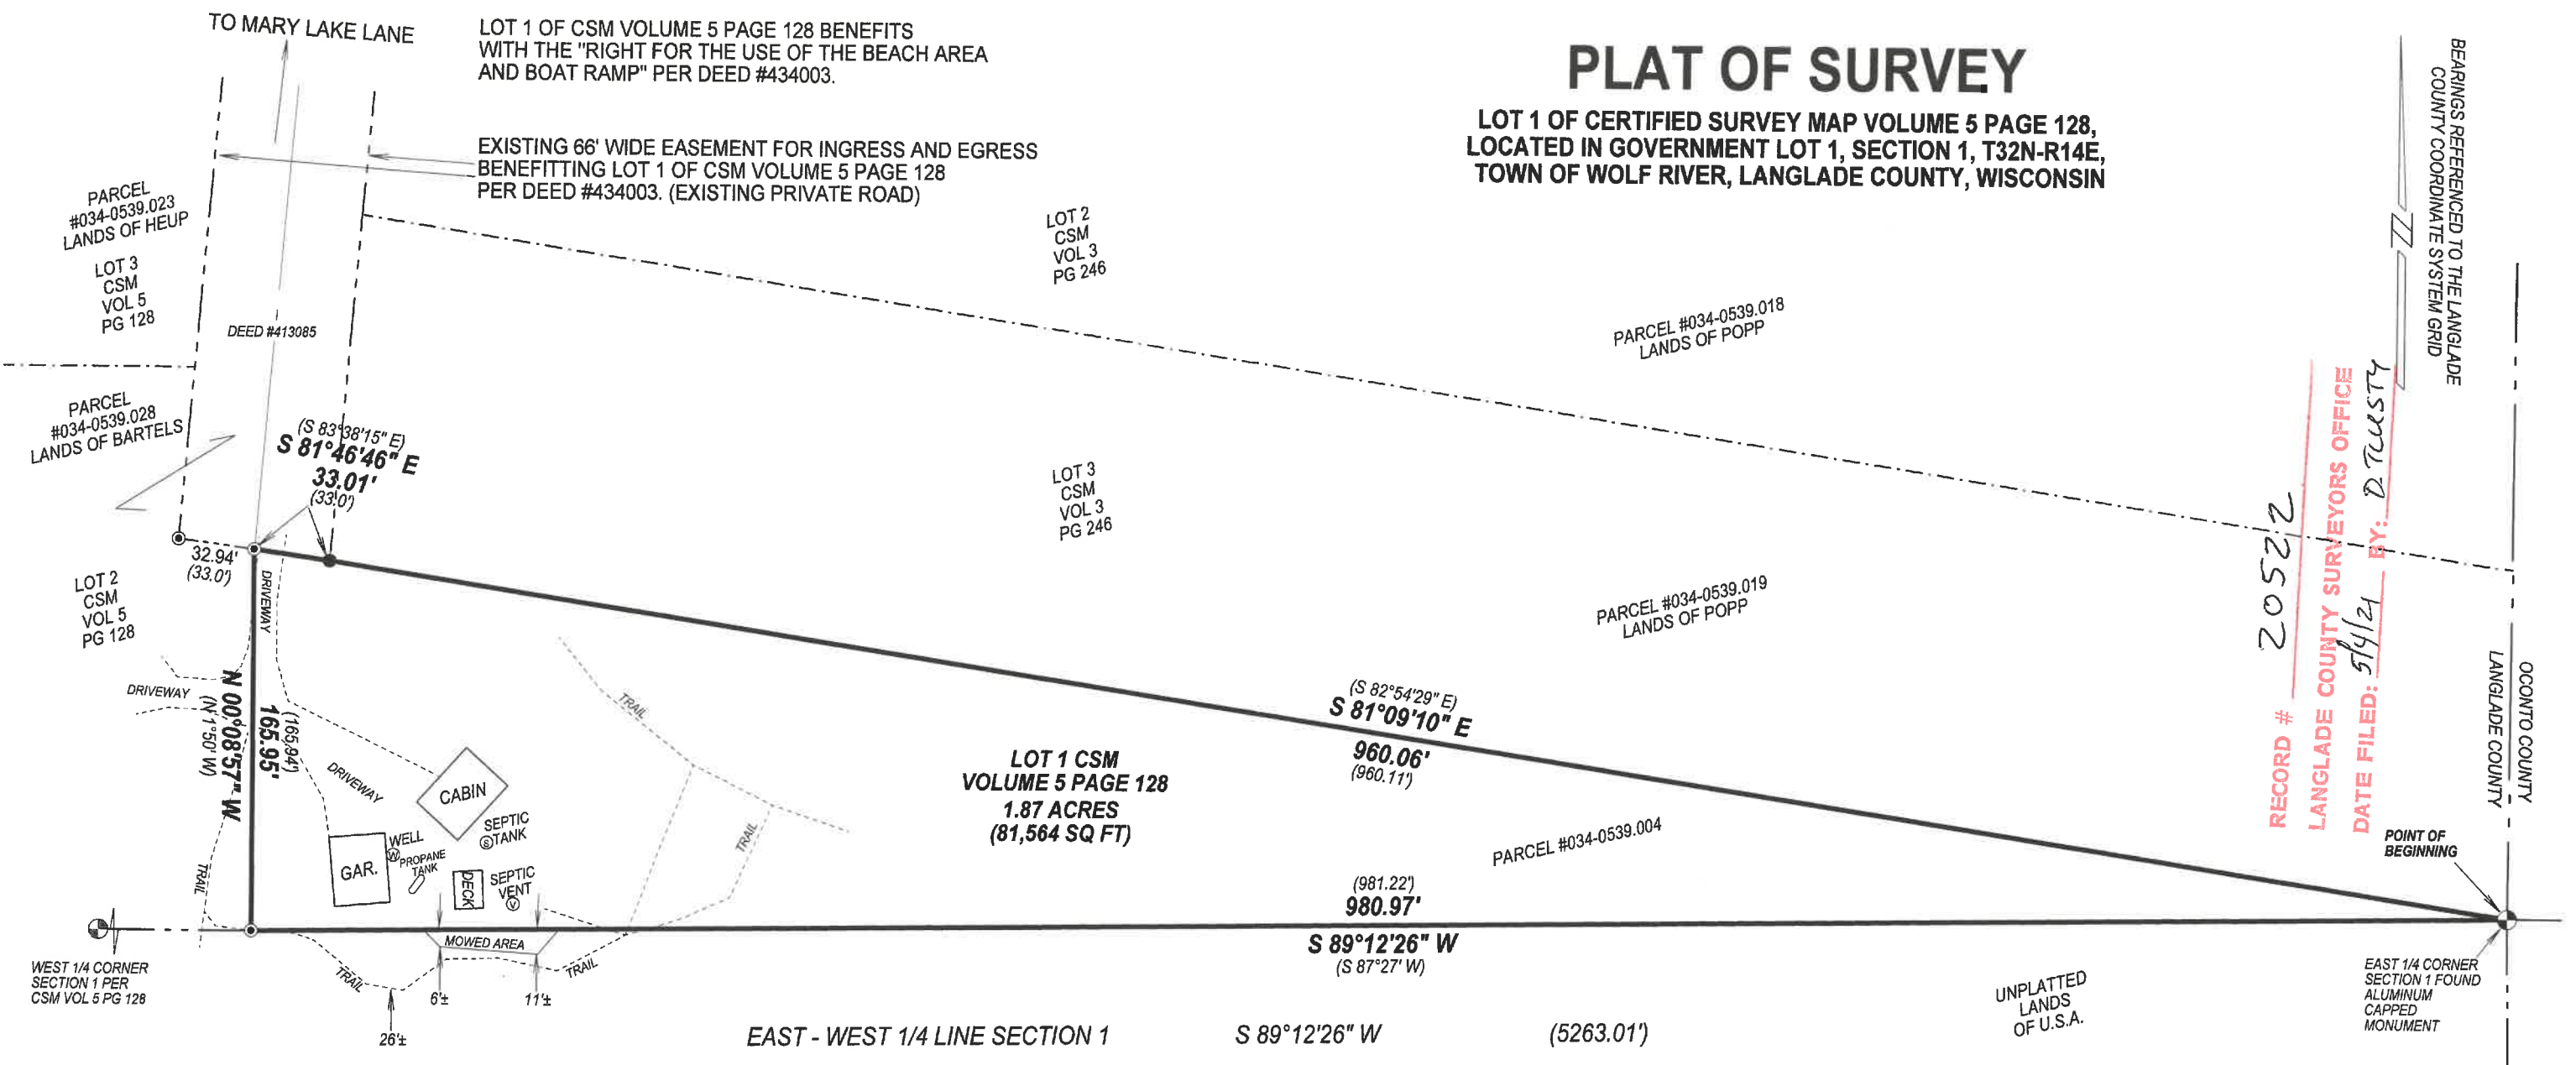 TO MARY LAKE LANE
LOT 1 OF CSM VOLUME 5 PAGE 128 BENEFITS
WITH THE "RIGHT FOR THE USE OF THE BEACH AREA
AND BOAT RAMP" PER DEED #434003.
PLAT OF SURVEY
LOT 1 OF CERTIFIED SURVEY MAP VOLUME 5 PAGE 128,
LOCATED IN GOVERNMENT LOT 1, SECTION 1, T32N-R14E,
TOWN OF WOLF RIVER, LANGLADE COUNTY, WISCONSIN
BEARINGS REFERENCED TO THE LANGLADE
COUNTY COORDINATE SYSTEM GRID
N
EXISTING 66' WIDE EASEMENT FOR INGRESS AND EGRESS
BENEFITTING LOT 1 OF CSM VOLUME 5 PAGE 128
PER DEED #434003. (EXISTING PRIVATE ROAD)
PARCEL
#034-0539.023
LANDS OF HEUP
LOT 3
CSM
VOL 5
PG 128
DEED #413085
LOT 2
CSM
VOL 3
PG 246
PARCEL #034-0539.018
LANDS OF POPP
PARCEL
#034-0539.028
LANDS OF BARTELS
(S 83°38'15" E)
S 81°46'46" E
33.01'
(33.0')
LOT 3
CSM
VOL 3
PG 246
32.94'
(33.0')
LOT 2
CSM
VOL 5
PG 128
DRIVEWAY
PARCEL #034-0539.019
LANDS OF POPP
RECORD # 20522
LANGLADE COUNTY SURVEYORS OFFICE
DATE FILED: 5/4/21 BY: D TLUSTY
OCONTO COUNTY
LANGLADE COUNTY
DRIVEWAY
N 00°08'57" W
(N 1°50' W)
165.95'
(165.94')
DRIVEWAY
TRAIL
TRAIL
TRAIL
CABIN
SEPTIC
TANK
S
WELL
W
PROPANE
TANK
GAR.
DECK
SEPTIC
VENT
V
LOT 1 CSM
VOLUME 5 PAGE 128
1.87 ACRES
(81,564 SQ FT)
(S 82°54'29" E)
S 81°09'10" E
960.06'
(960.11')
PARCEL #034-0539.004
POINT OF
BEGINNING
(981.22')
980.97'
S 89°12'26" W
(S 87°27' W)
MOWED AREA
TRAIL
TRAIL
6'±
11'±
26'±
WEST 1/4 CORNER
SECTION 1 PER
CSM VOL 5 PG 128
EAST - WEST 1/4 LINE SECTION 1 S 89°12'26" W (5263.01')
UNPLATTED
LANDS
OF U.S.A.
EAST 1/4 CORNER
SECTION 1 FOUND
ALUMINUM
CAPPED
MONUMENT